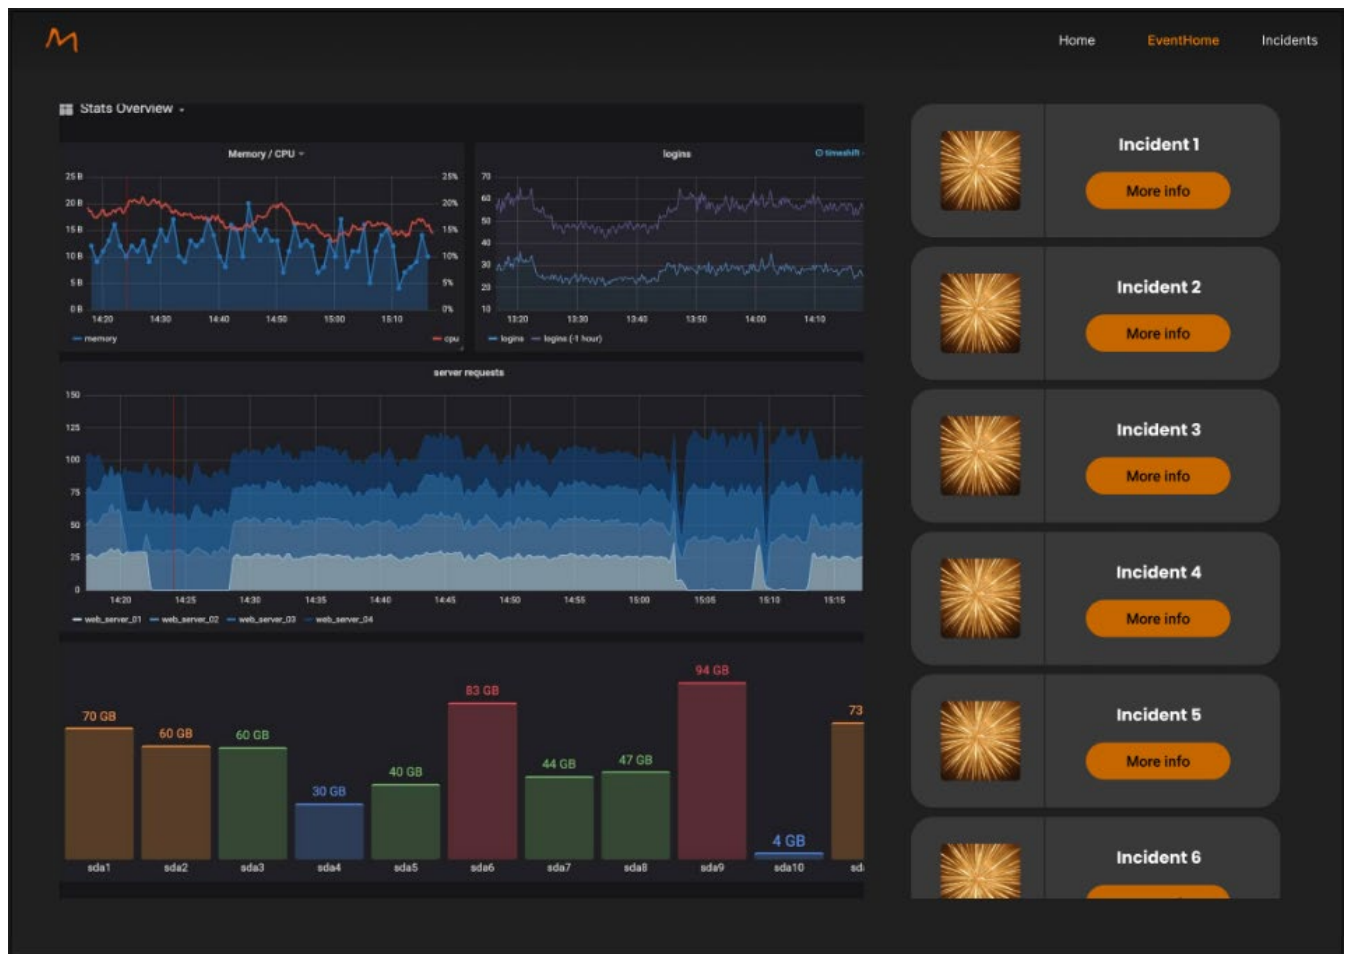 Home EventHome Incidents
Stats Overview
Memory / CPU
25 B 25%
20 B 20%
15 B 15%
10 B 10%
5 B 5%
0 B 0%
14:20 14:30 14:40 14:50 15:00 15:10
memory cpu
logins timeshift
70
60
50
40
30
20
10
13:20 13:30 13:40 13:50 14:00 14:10
logins logins (-1 hour)
server requests
150
125
100
75
50
25
0
14:20 14:25 14:30 14:35 14:40 14:45 14:50 14:55 15:00 15:05 15:10 15:15
web_server_01 web_server_02 web_server_03 web_server_04
70 GB 60 GB 60 GB 30 GB 40 GB 83 GB 44 GB 47 GB 94 GB 4 GB 73
sda1 sda2 sda3 sda4 sda5 sda6 sda7 sda8 sda9 sda10
Incident 1
More info
Incident 2
More info
Incident 3
More info
Incident 4
More info
Incident 5
More info
Incident 6